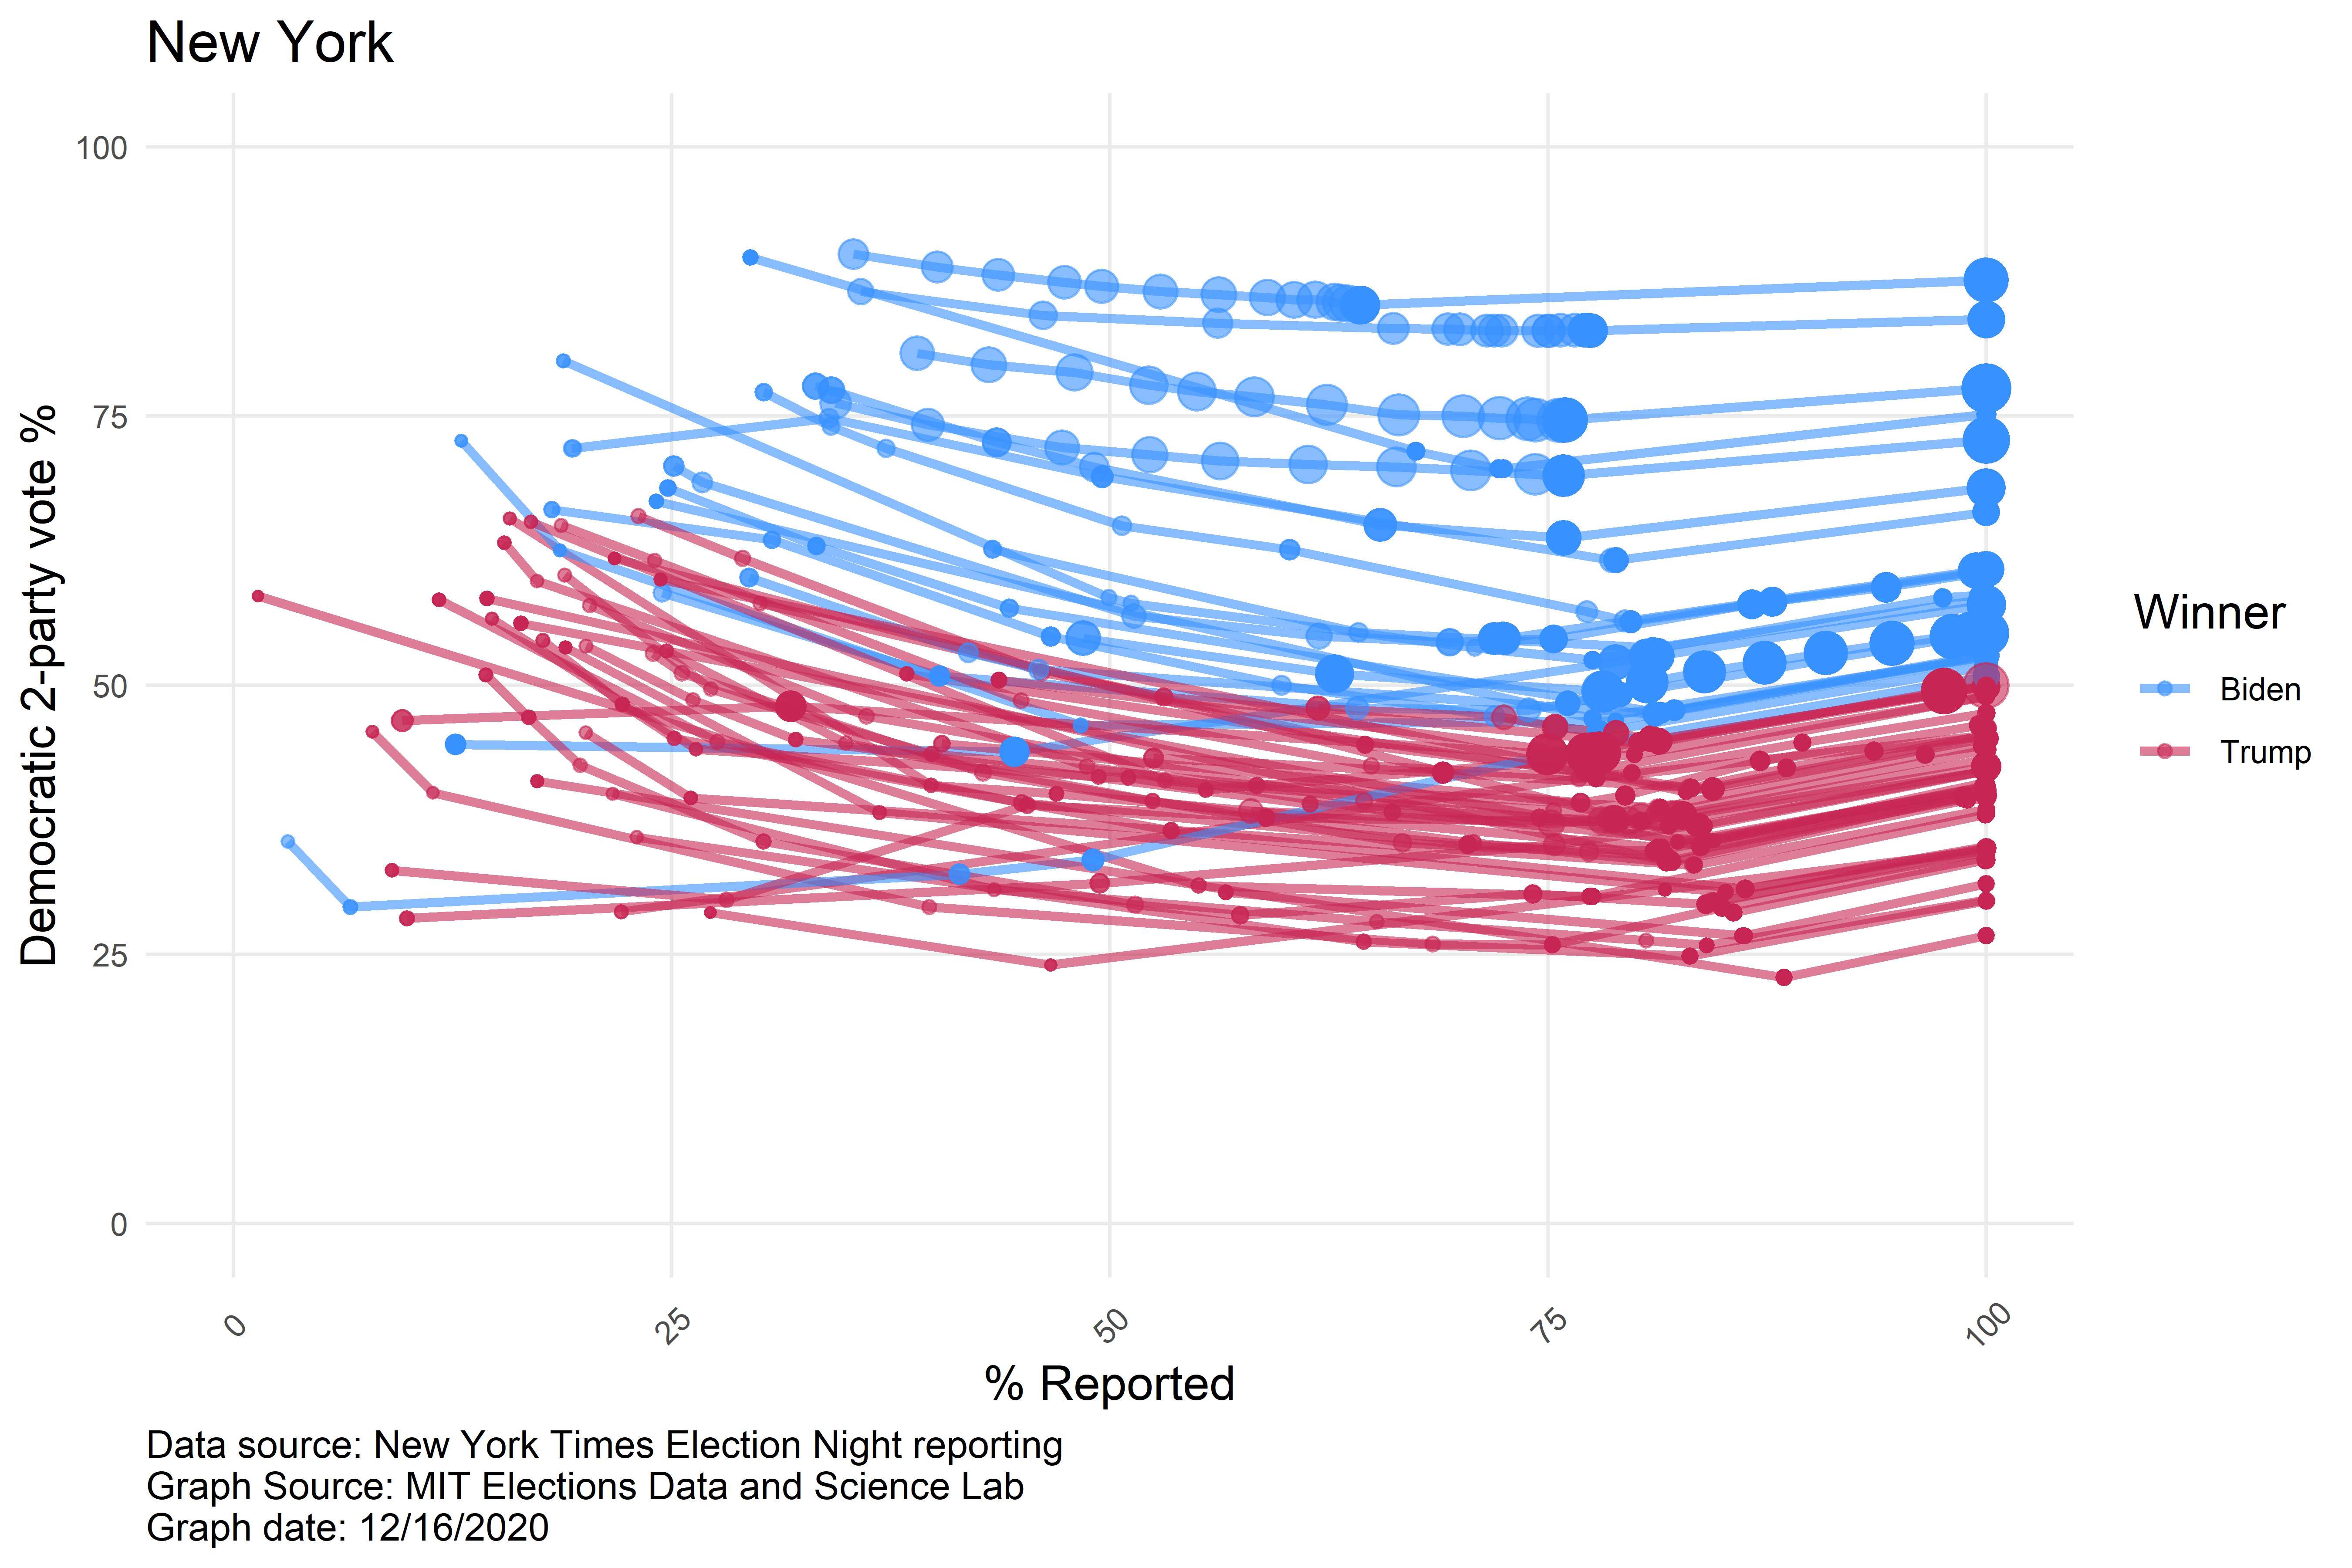 New York
100
75
50
25
0
Democratic 2-party vote %
0
25
50
75
100
% Reported
Winner
Biden
Trump
Data source: New York Times Election Night reporting
Graph Source: MIT Elections Data and Science Lab
Graph date: 12/16/2020